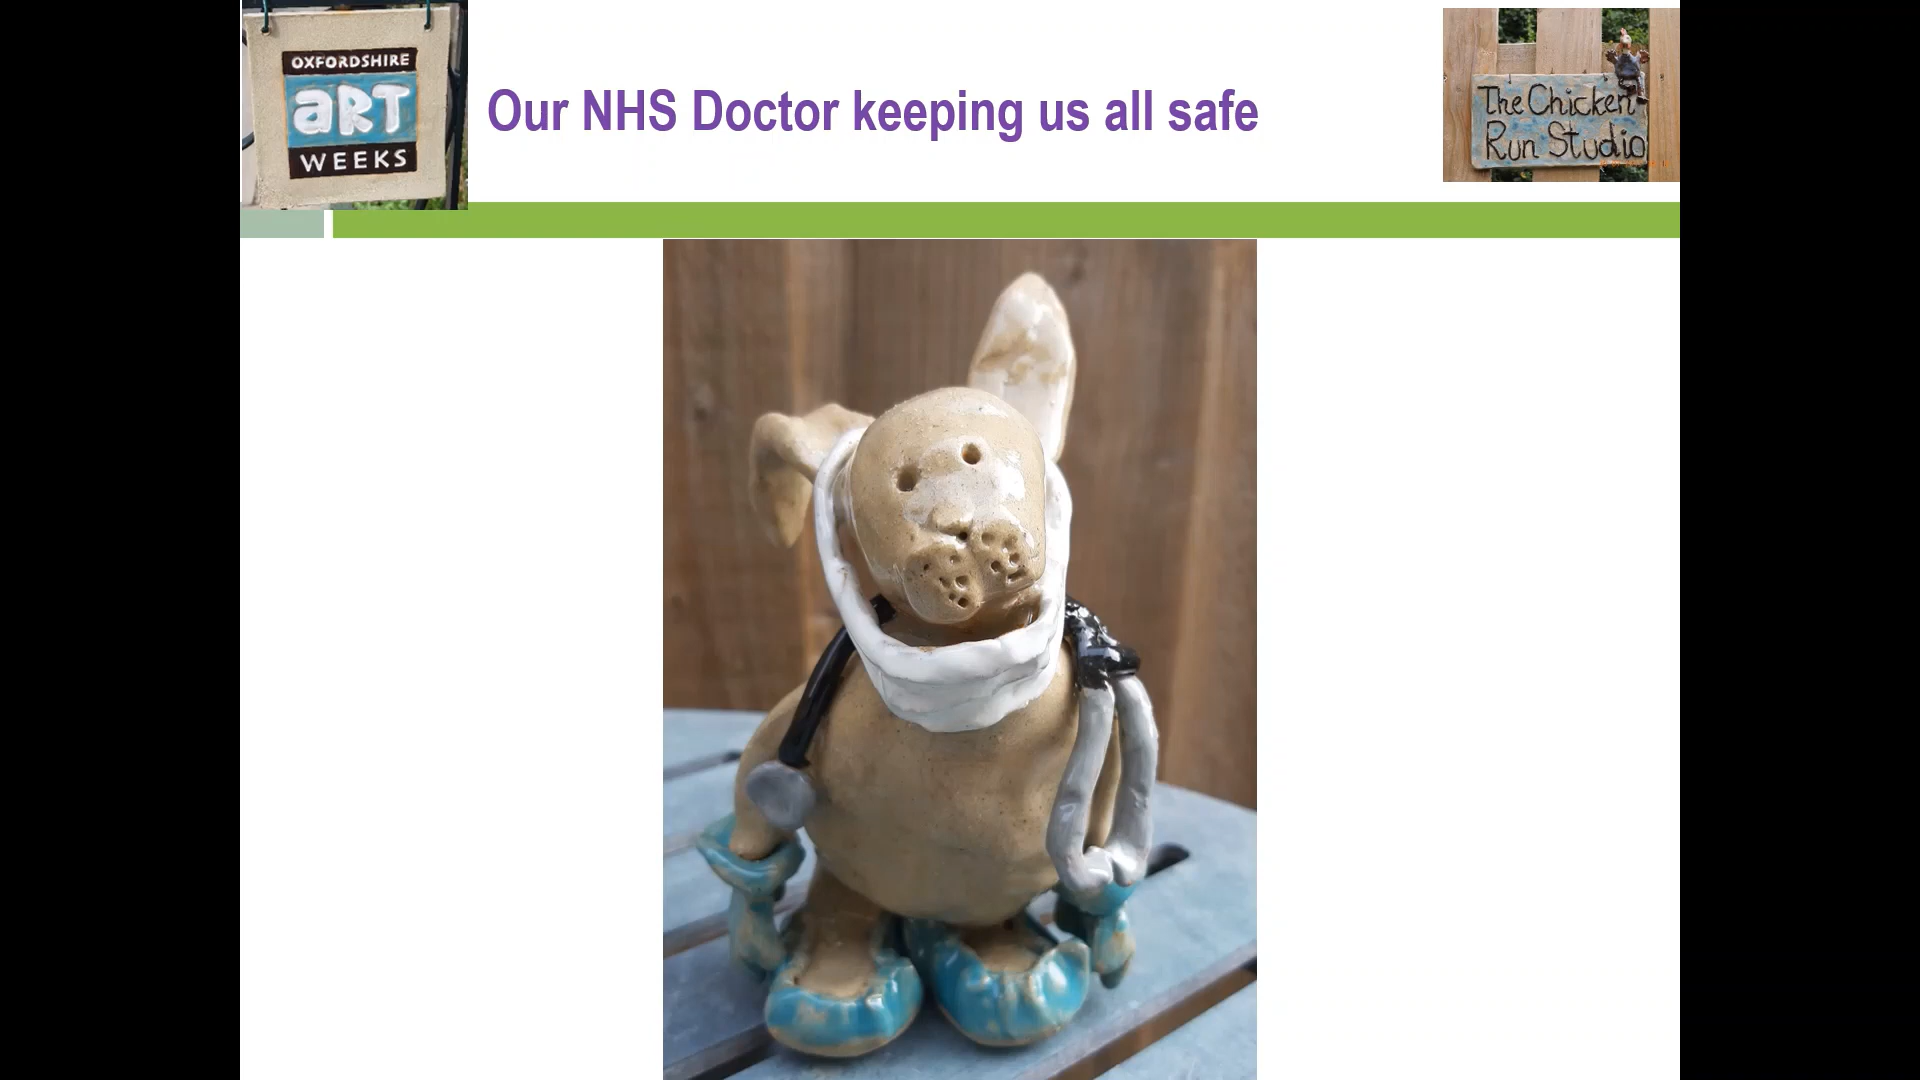 OXFORDSHIRE
aRT
WEEKS
Our NHS Doctor keeping us all safe
The Chicken
Run Studio